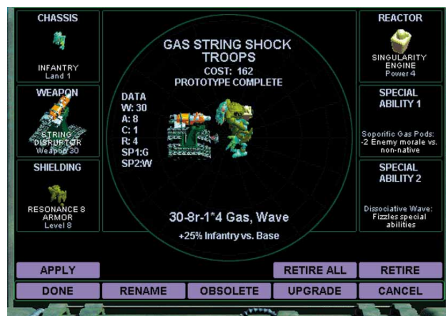 CHASSIS
INFANTRY
Land 1
WEAPON
STRING
DISRUPTOR
Weapon 30
SHIELDING
RESONANCE 8
ARMOR
Level 8
GAS STRING SHOCK
TROOPS
COST: 162
PROTOTYPE COMPLETE
DATA
W: 30
A: 8
C: 1
R: 4
SP1:G
SP2:W
30-8r-1*4 Gas, Wave
+25% Infantry vs. Base
REACTOR
SINGULARITY
ENGINE
Power 4
SPECIAL
ABILITY 1
Soporific Gas Pods:
-2 Enemy morale vs.
non-native
SPECIAL
ABILITY 2
Dissociative Wave:
Fizzles special
abilities
APPLY
RETIRE ALL
RETIRE
DONE
RENAME
OBSOLETE
UPGRADE
CANCEL